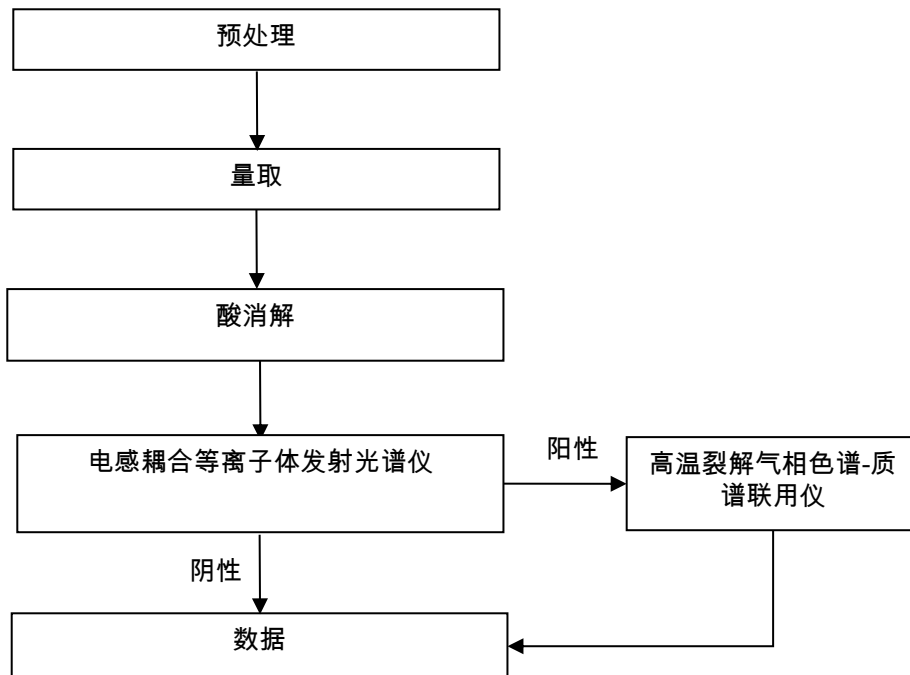 预处理
量取
酸消解
电感耦合等离子体发射光谱仪
阳性
高温裂解气相色谱-质
谱联用仪
阴性
数据